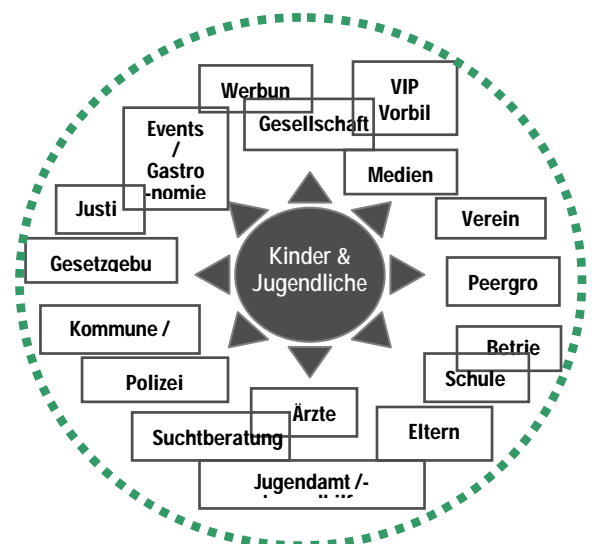 Werbun
VIP
Vorbil
Gesellschaft
Events
/
Gastro
-nomie
Medien
Justi
Verein
Gesetzgebu
Kinder &
Jugendliche
Peergro
Kommune /
Betrie
Polizei
Schule
Ärzte
Suchtberatung
Eltern
Jugendamt /-